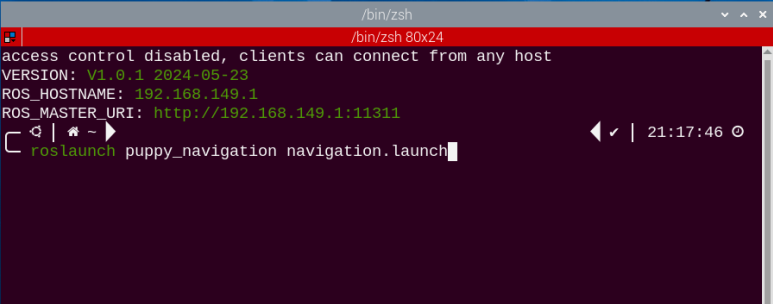 /bin/zsh
/bin/zsh 80x24
access control disabled, clients can connect from any host
VERSION: V1.0.1 2024-05-23
ROS_HOSTNAME: 192.168.149.1
ROS_MASTER_URI: http://192.168.149.1:11311
~ ✔ 21:17:46
roslaunch puppy_navigation navigation.launch